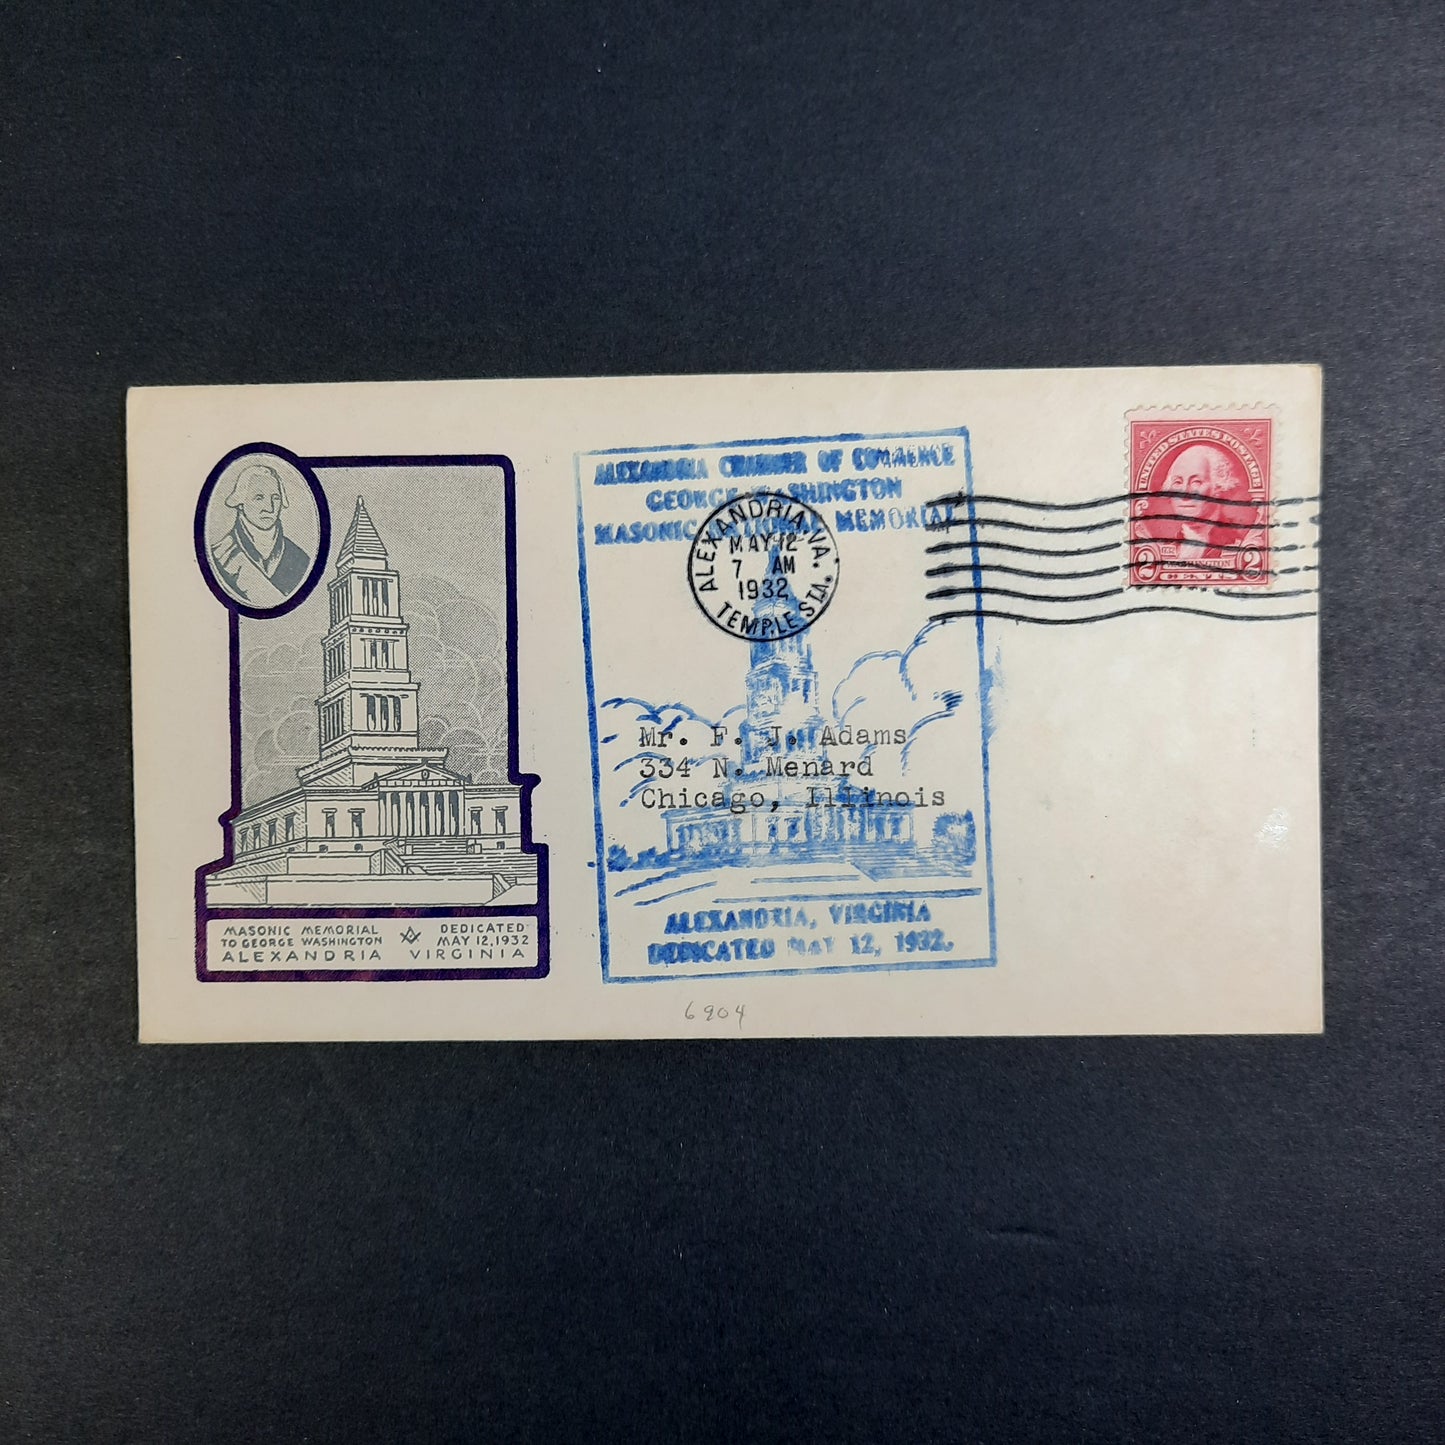 MASONIC MEMORIAL
TO GEORGE WASHINGTON
DEDICATED
MAY 12, 1932
ALEXANDRIA VIRGINIA
ALEXANDRIA CHAMBER OF COMMERCE
GEORGE WASHINGTON
MASONIC NATIONAL MEMORIAL
ALEXANDRIA, VA.
MAY 12
7 AM
1932
TEMPLE STA.
Mr. F. J. Adams
334 N. Menard
Chicago, Illinois
ALEXANDRIA, VIRGINIA
DEDICATED MAY 12, 1932.
UNITED STATES POSTAGE
2 WASHINGTON 2
CENTS
6904